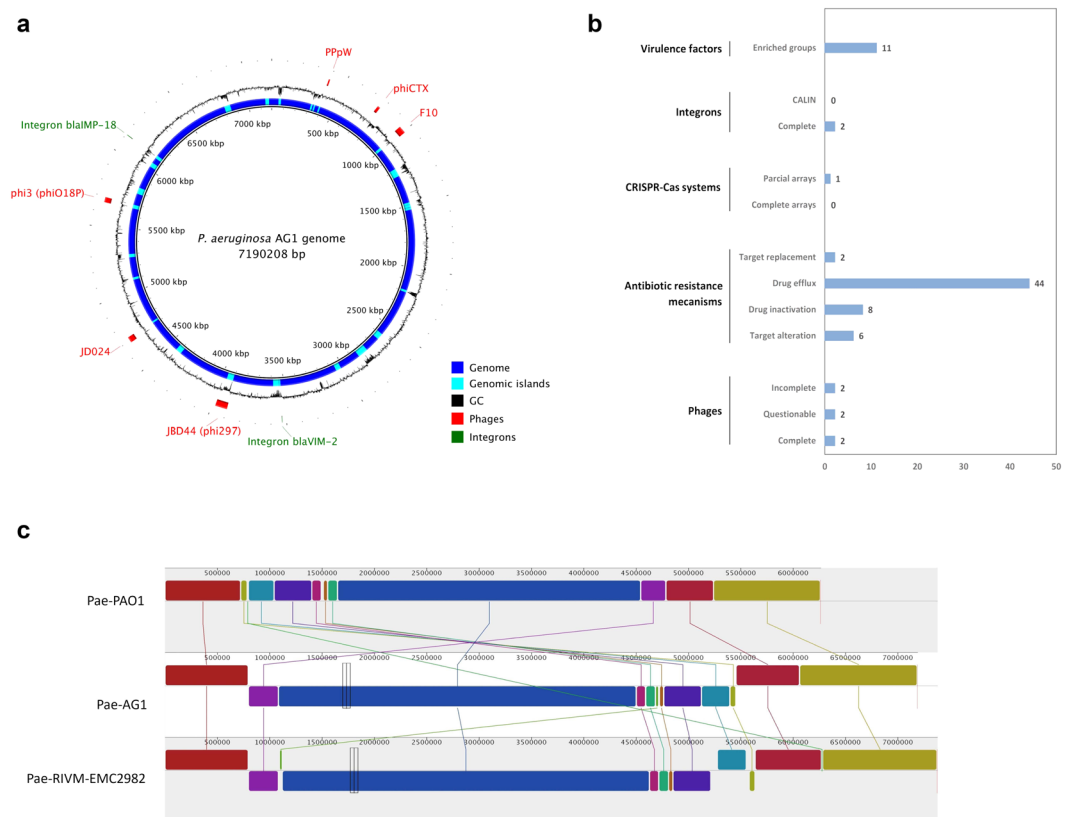 a
PPpW
phiCTX
F10
Integron blaIMP-18
phi3 (phiO18P)
JD024
JBD44 (phi297)
Integron blaVIM-2
7000 kbp
500 kbp
1000 kbp
1500 kbp
2000 kbp
2500 kbp
3000 kbp
3500 kbp
4000 kbp
4500 kbp
5000 kbp
5500 kbp
6000 kbp
6500 kbp
P. aeruginosa AG1 genome
7190208 bp
Genome
Genomic islands
GC
Phages
Integrons
b
Virulence factors
Enriched groups
11
Integrons
CALIN
0
Complete
2
CRISPR-Cas systems
Parcial arrays
1
Complete arrays
0
Antibiotic resistance
mecanisms
Target replacement
2
Drug efflux
44
Drug inactivation
8
Target alteration
6
Phages
Incomplete
2
Questionable
2
Complete
2
0 10 20 30 40 50
c
500000 1000000 1500000 2000000 2500000 3000000 3500000 4000000 4500000 5000000 5500000 6000000
Pae-PAO1
500000 1000000 1500000 2000000 2500000 3000000 3500000 4000000 4500000 5000000 5500000 6000000 6500000 7000000
Pae-AG1
500000 1000000 1500000 2000000 2500000 3000000 3500000 4000000 4500000 5000000 5500000 6000000 6500000 7000000
Pae-RIVM-EMC2982